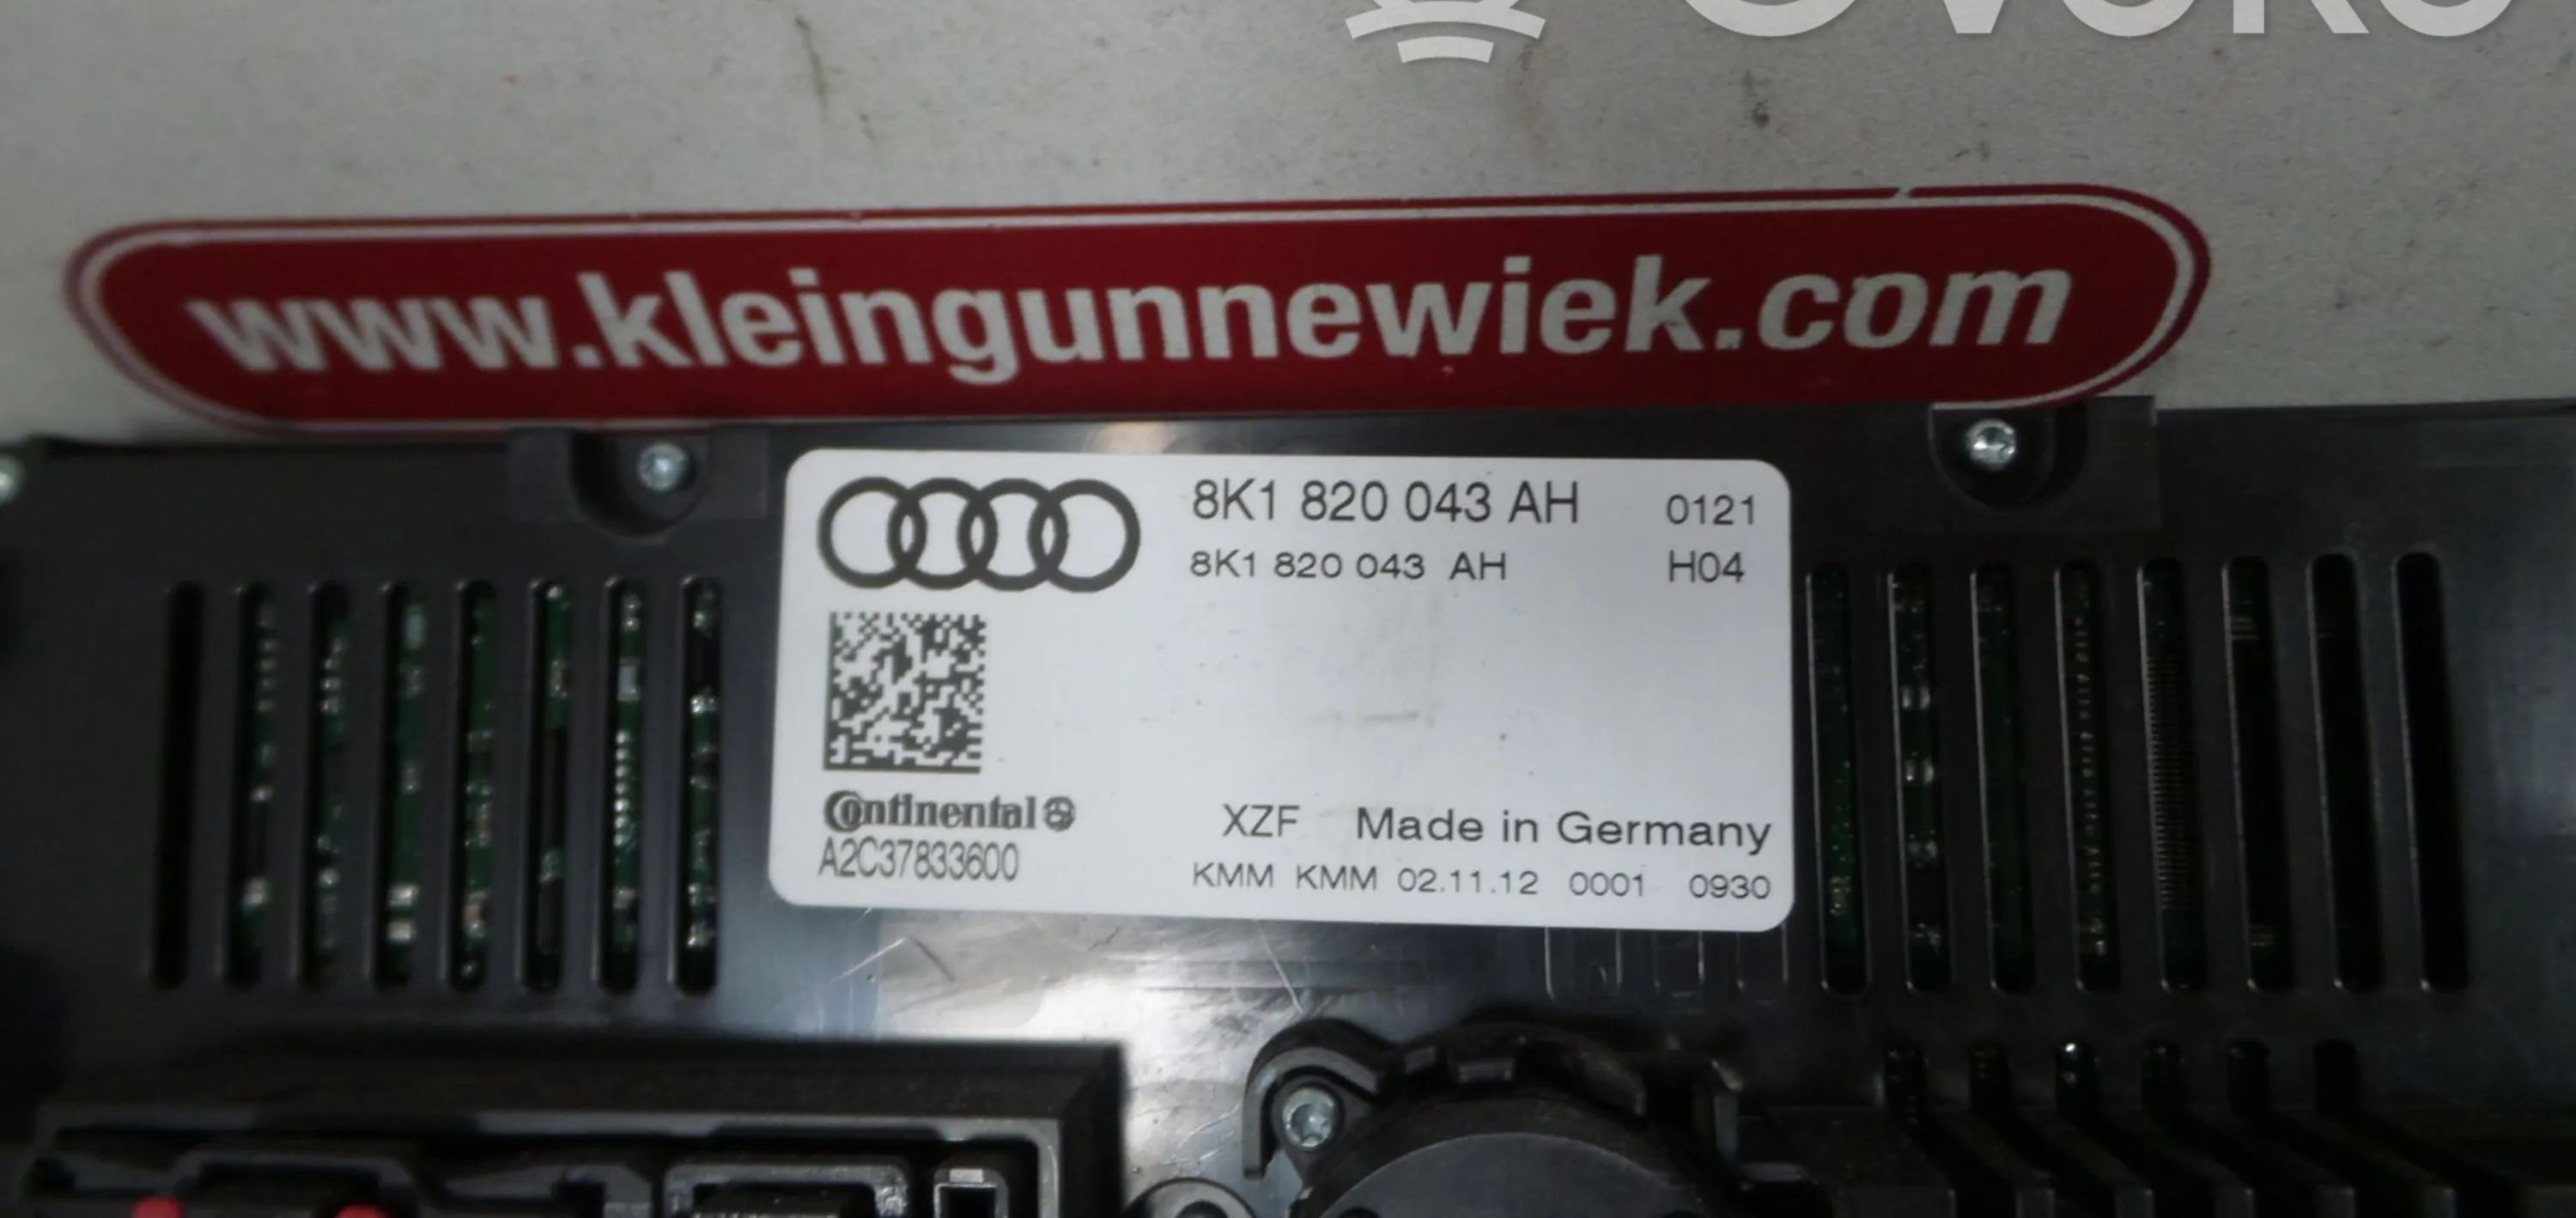 www.kleingunnewiek.com
8K1 820 043 AH 0121
8K1 820 043 AH H04
Continental
A2C37833600
XZF Made in Germany
KMM KMM 02.11.12 0001 0930